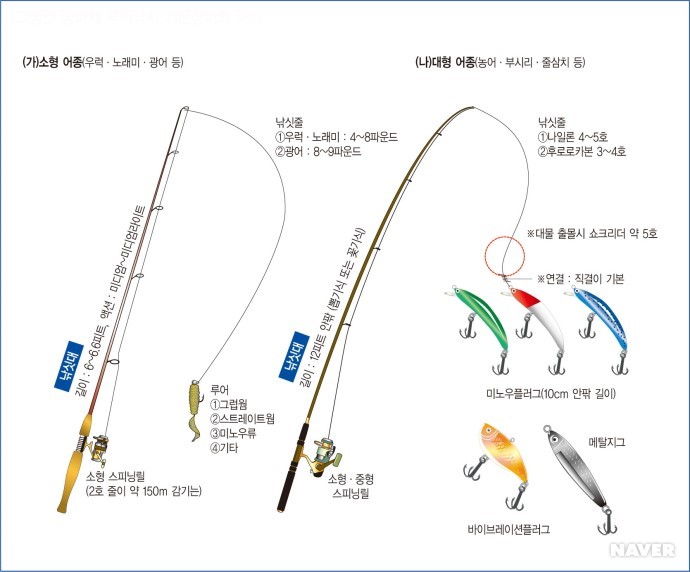 (가)소형 어종(우럭·노래미·광어 등)
낚싯줄
①우럭·노래미 : 4~8파운드
②광어 : 8~9파운드
낚싯대
길이 : 6~6.6피트, 액션 : 미디엄~미디엄라이트
루어
①그럽웜
②스트레이트웜
③미노우류
④기타
소형 스피닝릴
(2호 줄이 약 150m 감기는)
(나)대형 어종(농어·부시리·줄삼치 등)
낚싯줄
①나일론 4~5호
②후로로카본 3~4호
※대물 출몰시 쇼크리더 약 5호
※연결 : 직결이 기본
낚싯대
길이 : 12피트 안팎 (뽑기식 또는 꽂기식)
미노우플러그(10cm 안팎 길이)
메탈지그
소형·중형
스피닝릴
바이브레이션플러그
NAVER